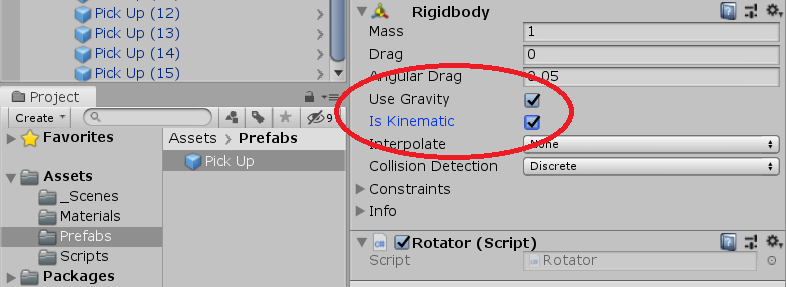 Pick Up (12)
Pick Up (13)
Pick Up (14)
Pick Up (15)
Project
Create
9
Favorites
Assets > Prefabs
Pick Up
Assets
_Scenes
Materials
Prefabs
Scripts
Packages
Rigidbody
Mass 1
Drag 0
Angular Drag 0.05
Use Gravity
Is Kinematic
Interpolate None
Collision Detection Discrete
Constraints
Info
Rotator (Script)
Script Rotator